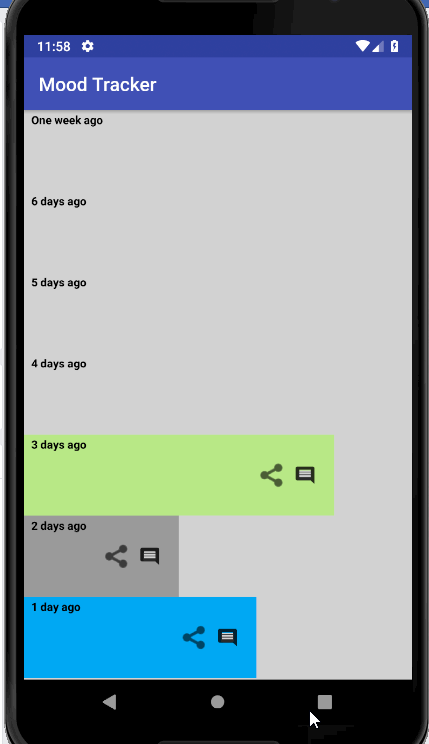 11:58
Mood Tracker
One week ago
6 days ago
5 days ago
4 days ago
3 days ago
2 days ago
1 day ago